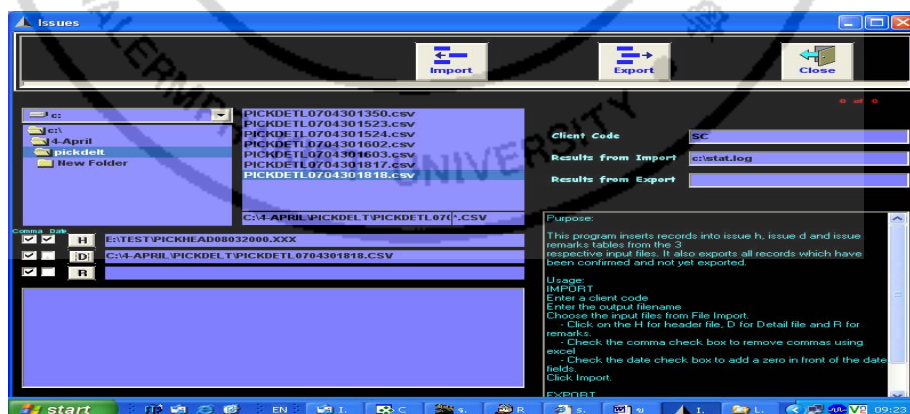 Issues
Import
Export
Close
0 of 0
c:
c:\
4-April
pickdelt
New Folder
PICKDETL0704301350.csv
PICKDETL0704301523.csv
PICKDETL0704301524.csv
PICKDETL0704301602.csv
PICKDETL0704301603.csv
PICKDETL0704301817.csv
PICKDETL0704301818.csv
C:\4-APRIL\PICKDELT\PICKDETL07(
*.CSV
Client Code
SC
Results from Import
c:\stat.log
Results from Export
Comma Date
H
E:\TEST\PICKHEAD08032000.XXX
D
C:\4-APRIL\PICKDELT\PICKDETL0704301818.CSV
R
Purpose:
This program inserts records into issue h, issue d and issue
remarks tables from the 3
respective input files. It also exports all records which have
been confirmed and not yet exported.
Usage:
IMPORT
Enter a client code
Enter the output filename
Choose the input files from File Import.
- Click on the H for header file, D for Detail file and R for
remarks.
- Check the comma check box to remove commas using
excel
- Check the date check box to add a zero in front of the date
fields.
Click Import.
EXPORT
start
EN
09:23
UNIVERSITY